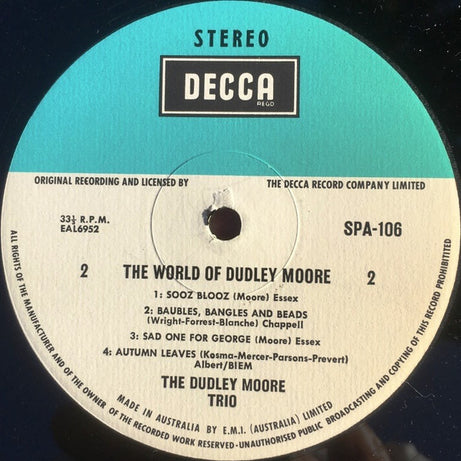 STEREO
DECCA
REGD
ORIGINAL RECORDING AND LICENSED BY THE DECCA RECORD COMPANY LIMITED
33⅓ R.P.M.
EAL6952
SPA-106
2 THE WORLD OF DUDLEY MOORE 2
1: SOOZ BLOOZ (Moore) Essex
2: BAUBLES, BANGLES AND BEADS
(Wright-Forrest-Blanche) Chappell
3: SAD ONE FOR GEORGE (Moore) Essex
4: AUTUMN LEAVES (Kosma-Mercer-Parsons-Prevert)
Albert/BIEM
THE DUDLEY MOORE
TRIO
MADE IN AUSTRALIA BY E.M.I. (AUSTRALIA) LIMITED
ALL RIGHTS OF THE MANUFACTURER AND OF THE OWNER OF THE RECORDED WORK RESERVED-UNAUTHORISED PUBLIC BROADCASTING AND COPYING OF THIS RECORD PROHIBITITED